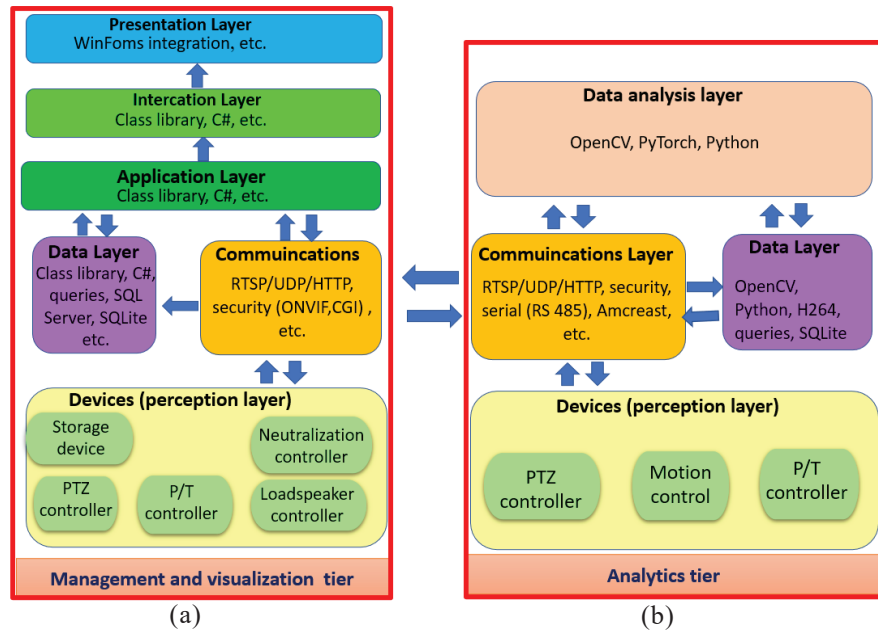 Presentation Layer
WinFoms integration, etc.
Intercation Layer
Class library, C#, etc.
Application Layer
Class library, C#, etc.
Data Layer
Class library, C#,
queries, SQL
Server, SQLite
etc.
Commuincations
RTSP/UDP/HTTP,
security (ONVIF,CGI) ,
etc.
Devices (perception layer)
Storage
device
Neutralization
controller
PTZ
controller
P/T
controller
Loadspeaker
controller
Management and visualization tier
(a)
Data analysis layer
OpenCV, PyTorch, Python
Commuincations Layer
RTSP/UDP/HTTP, security,
serial (RS 485), Amcreast,
etc.
Data Layer
OpenCV,
Python, H264,
queries, SQLite
Devices (perception layer)
PTZ
controller
Motion
control
P/T
controller
Analytics tier
(b)